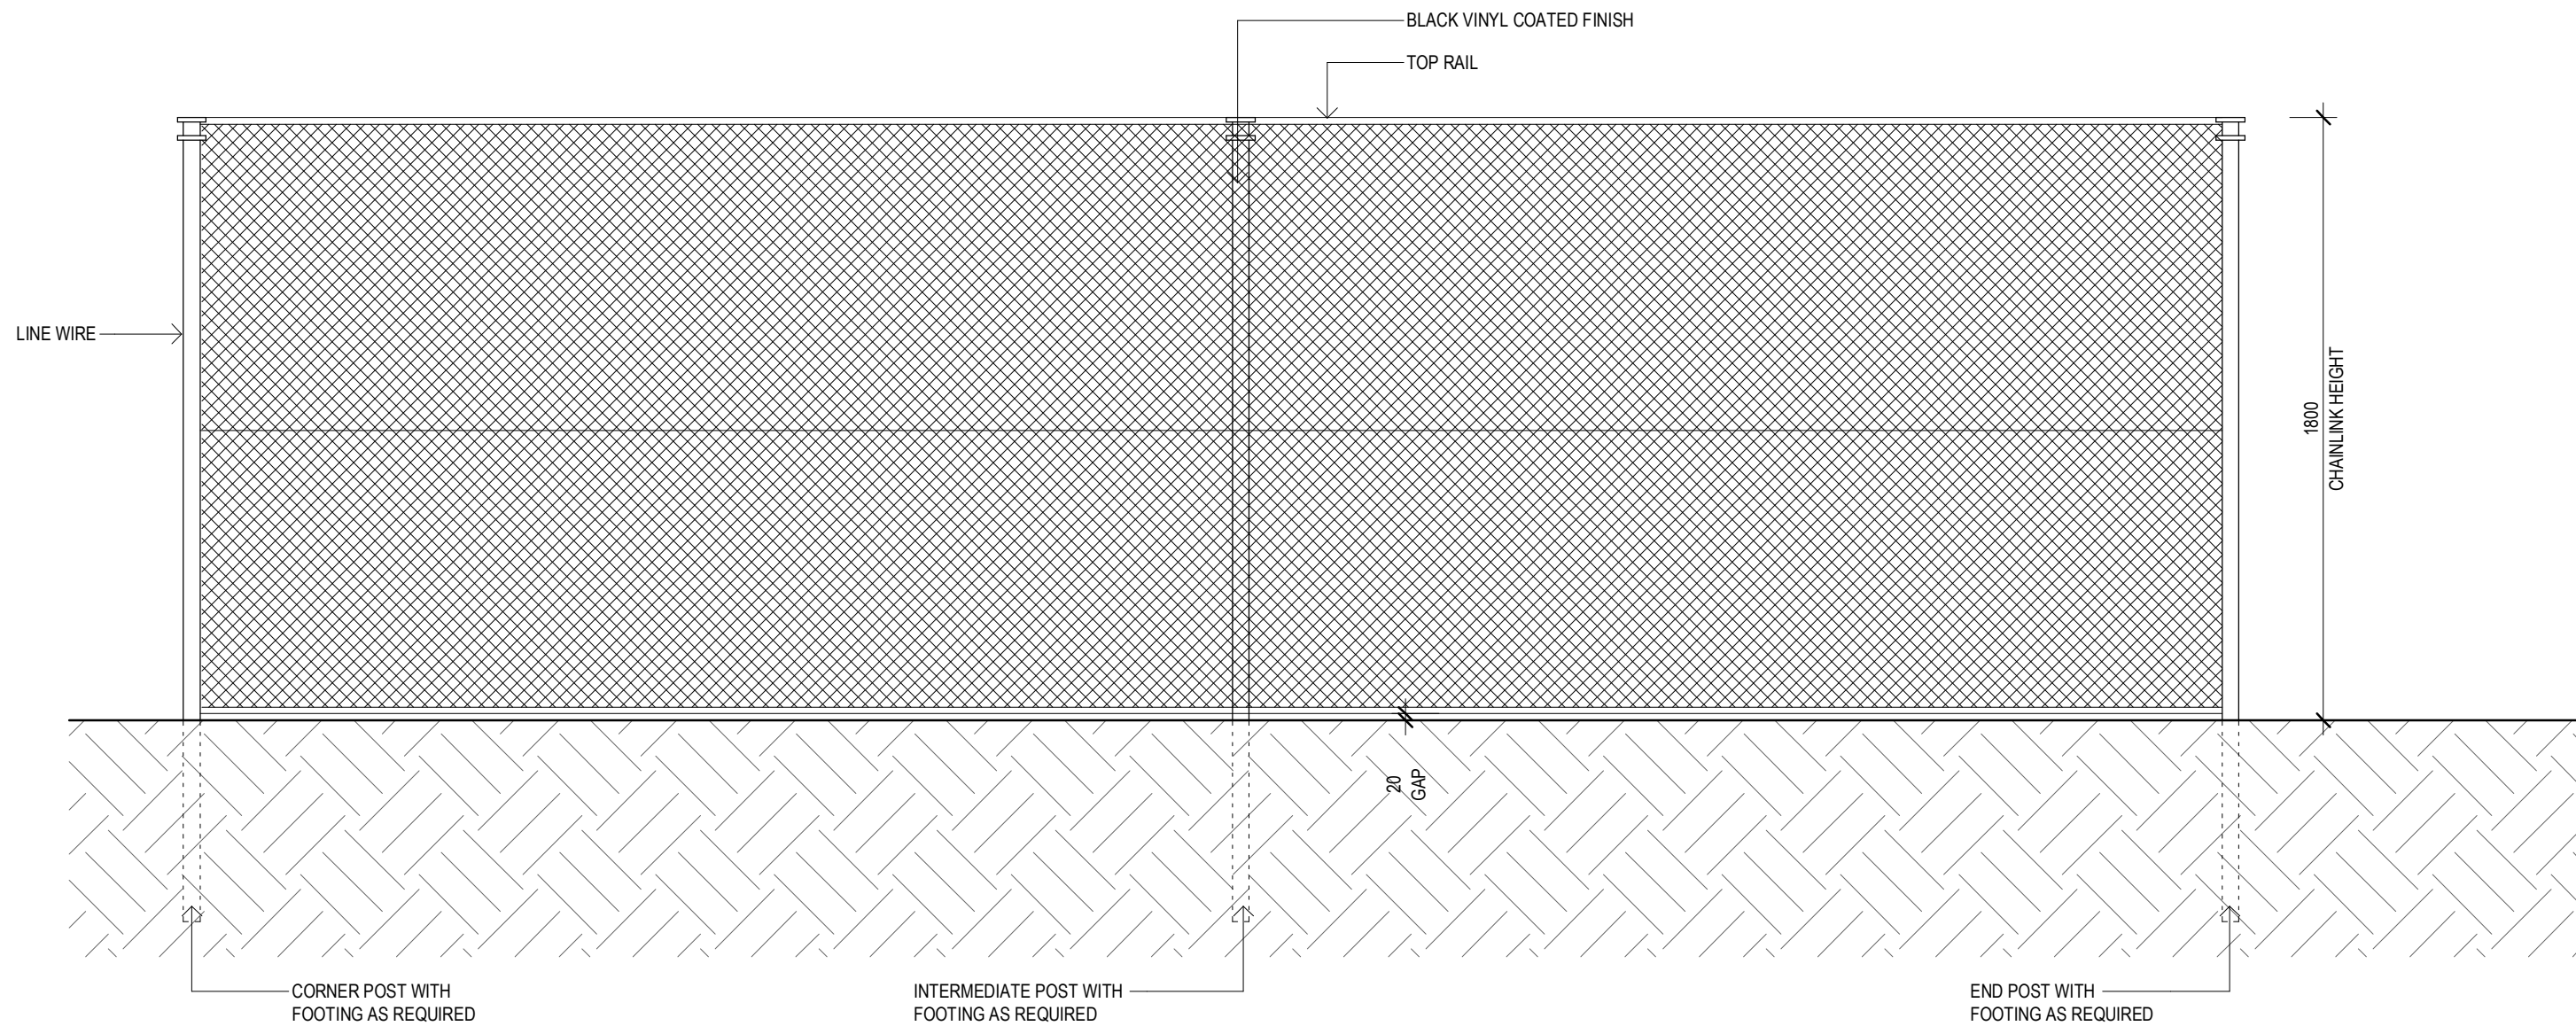 BLACK VINYL COATED FINISH
TOP RAIL
LINE WIRE
1800
CHAINLINK HEIGHT
20
GAP
CORNER POST WITH
FOOTING AS REQUIRED
INTERMEDIATE POST WITH
FOOTING AS REQUIRED
END POST WITH
FOOTING AS REQUIRED